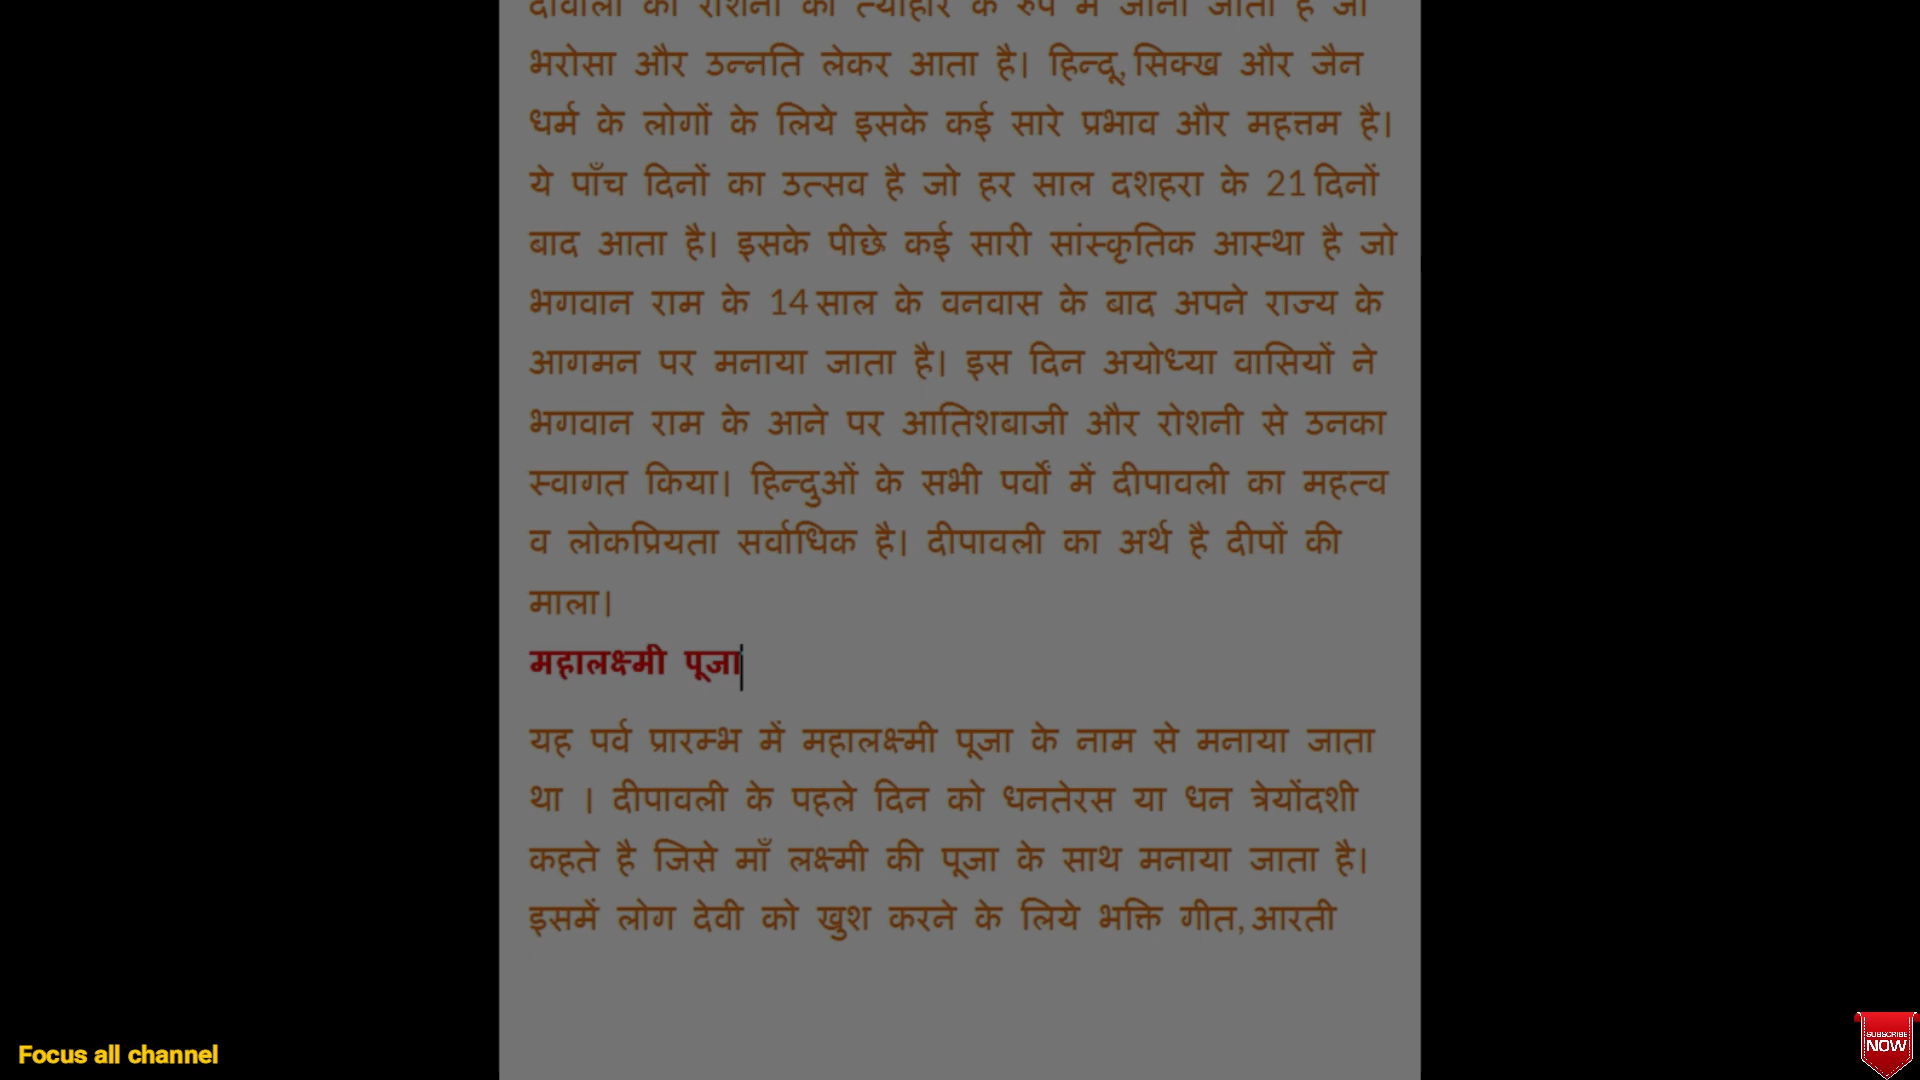 दीवाली को रोशनी का त्योहार के रुप में जाना जाता है जो
भरोसा और उन्नति लेकर आता है। हिन्दू, सिक्ख और जैन
धर्म के लोगों के लिये इसके कई सारे प्रभाव और महत्तम है।
ये पाँच दिनों का उत्सव है जो हर साल दशहरा के 21 दिनों
बाद आता है। इसके पीछे कई सारी सांस्कृतिक आस्था है जो
भगवान राम के 14 साल के वनवास के बाद अपने राज्य के
आगमन पर मनाया जाता है। इस दिन अयोध्या वासियों ने
भगवान राम के आने पर आतिशबाजी और रोशनी से उनका
स्वागत किया। हिन्दुओं के सभी पर्वों में दीपावली का महत्व
व लोकप्रियता सर्वाधिक है। दीपावली का अर्थ है दीपों की
माला।
महालक्ष्मी पूजा
यह पर्व प्रारम्भ में महालक्ष्मी पूजा के नाम से मनाया जाता
था । दीपावली के पहले दिन को धनतेरस या धन त्रेयोंदशी
कहते है जिसे माँ लक्ष्मी की पूजा के साथ मनाया जाता है।
इसमें लोग देवी को खुश करने के लिये भक्ति गीत, आरती
Focus all channel
SUBSCRIBE
NOW